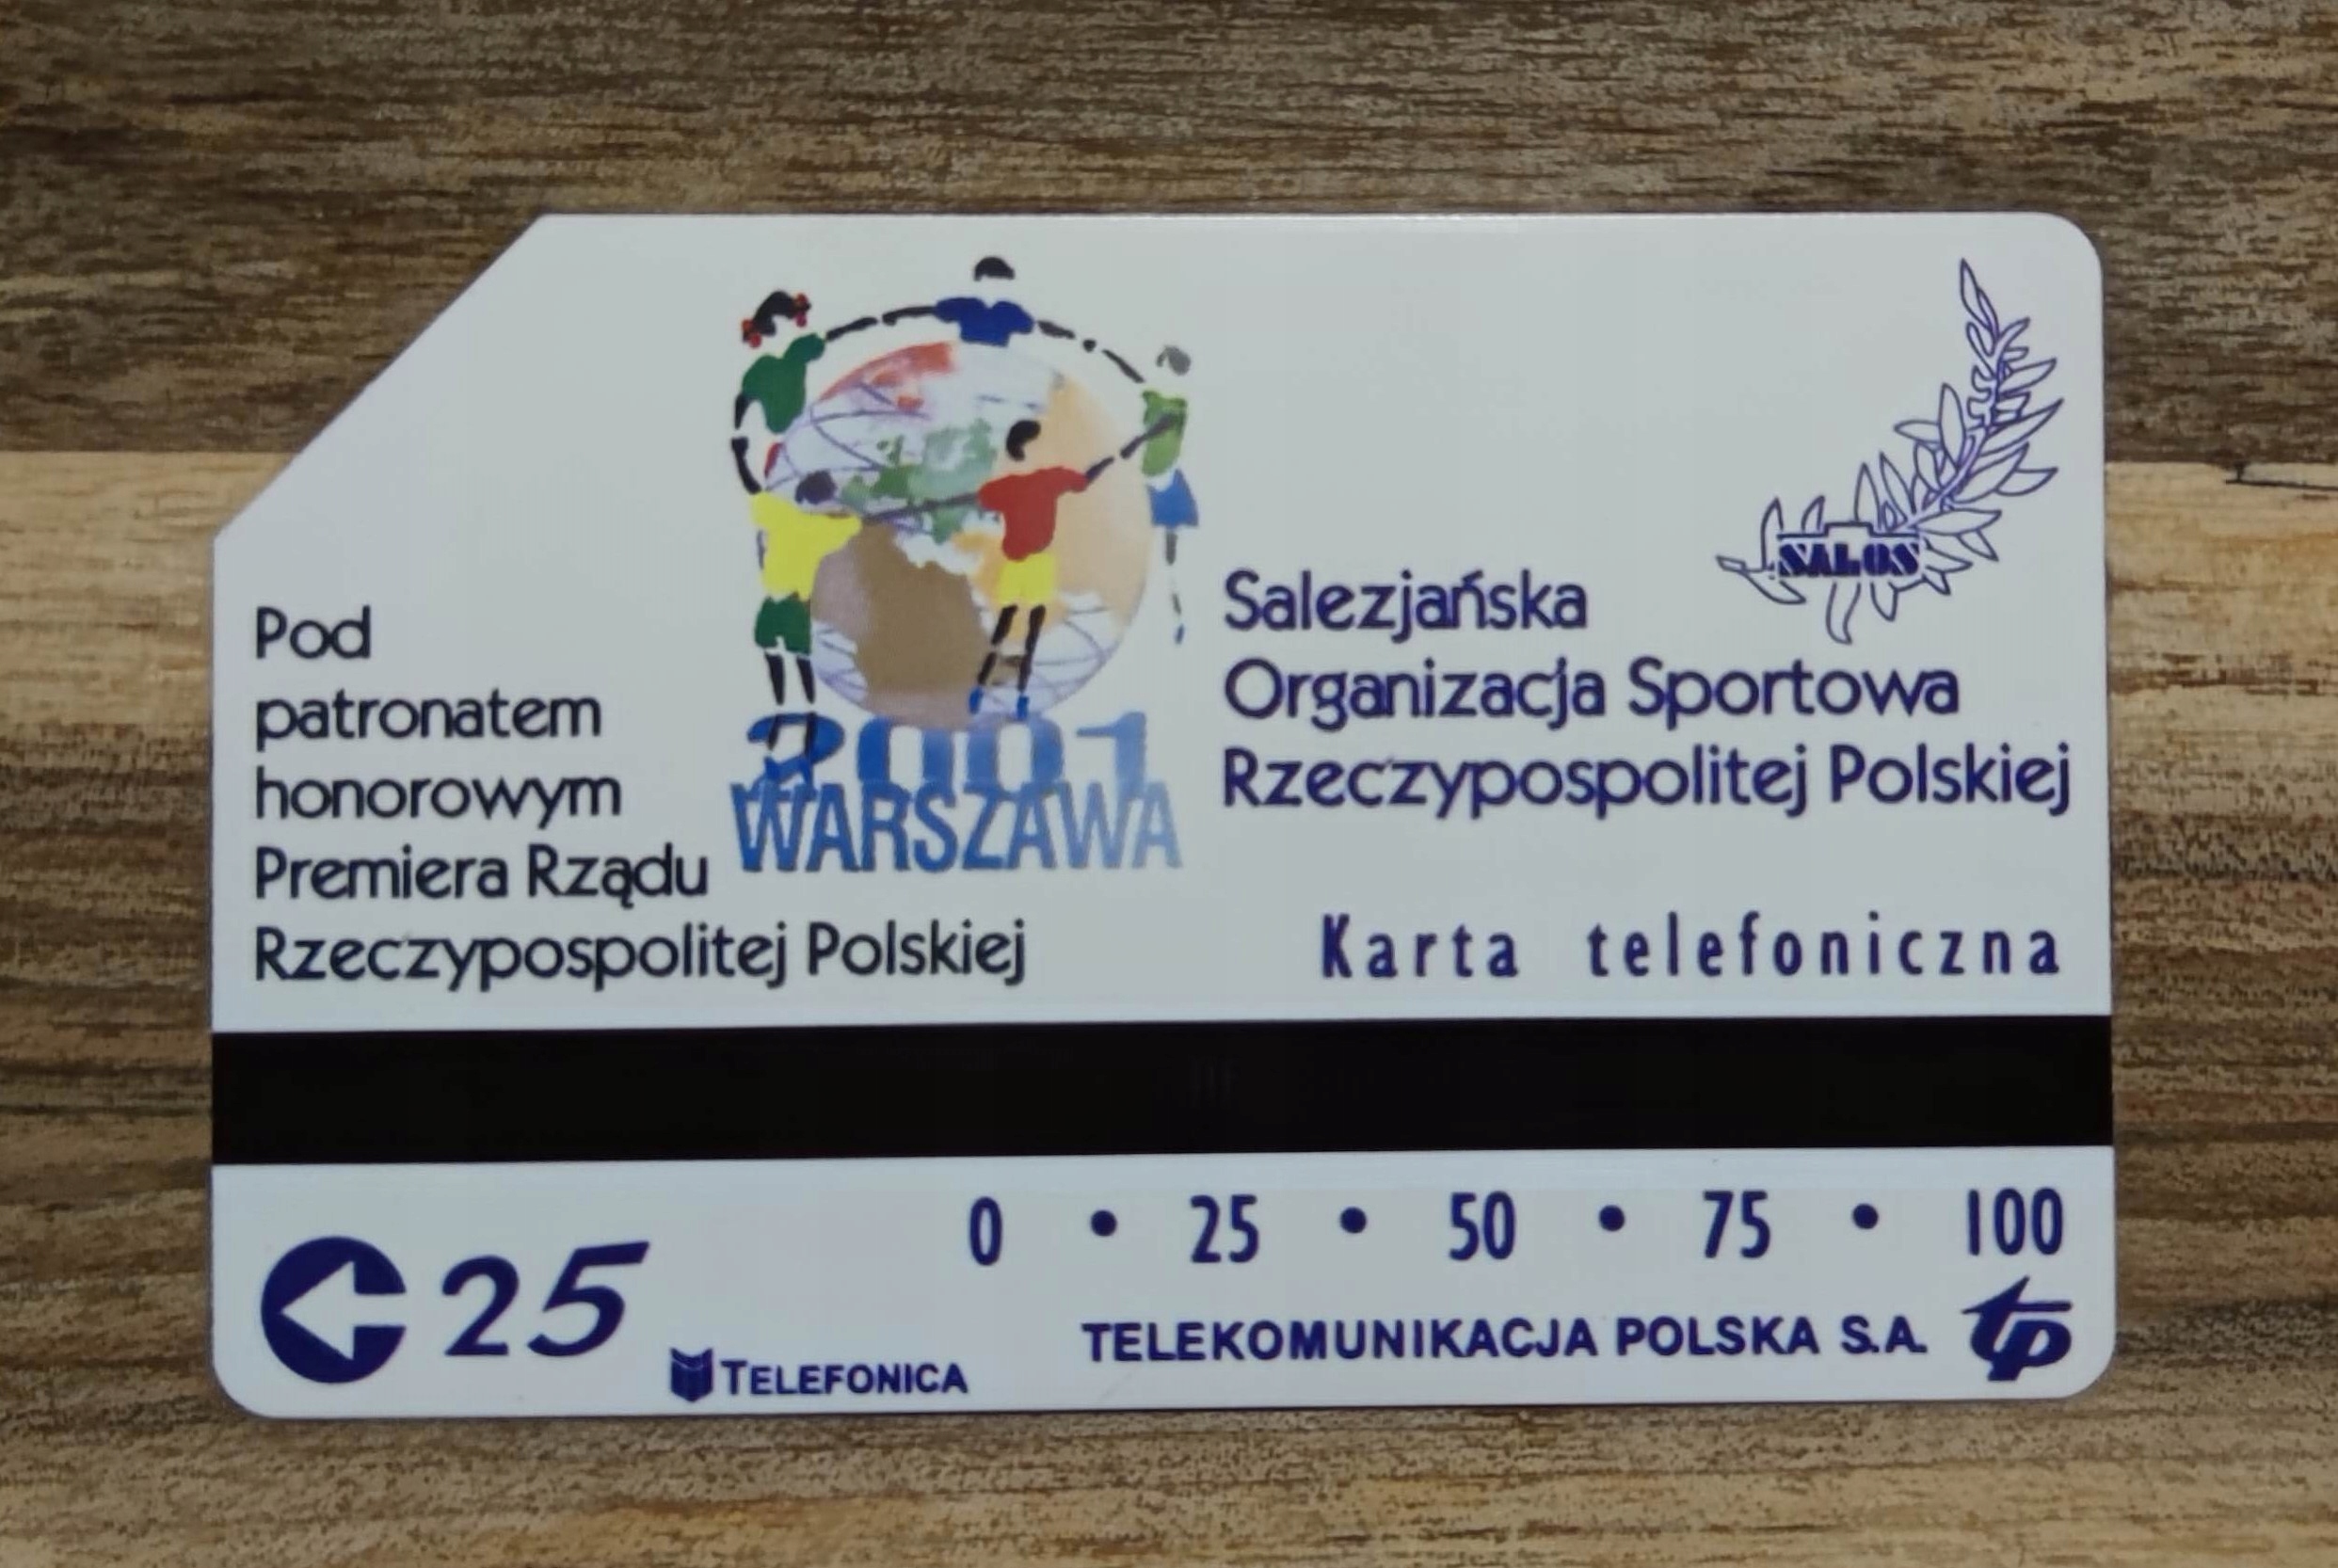 SALOS
Pod
patronatem
honorowym
Premiera Rządu
Rzeczypospolitej Polskiej
2001
WARSZAWA
Salezjańska
Organizacja Sportowa
Rzeczypospolitej Polskiej
Karta telefoniczna
0 • 25 • 50 • 75 • 100
25
TELEFONICA
TELEKOMUNIKACJA POLSKA S.A.
tp